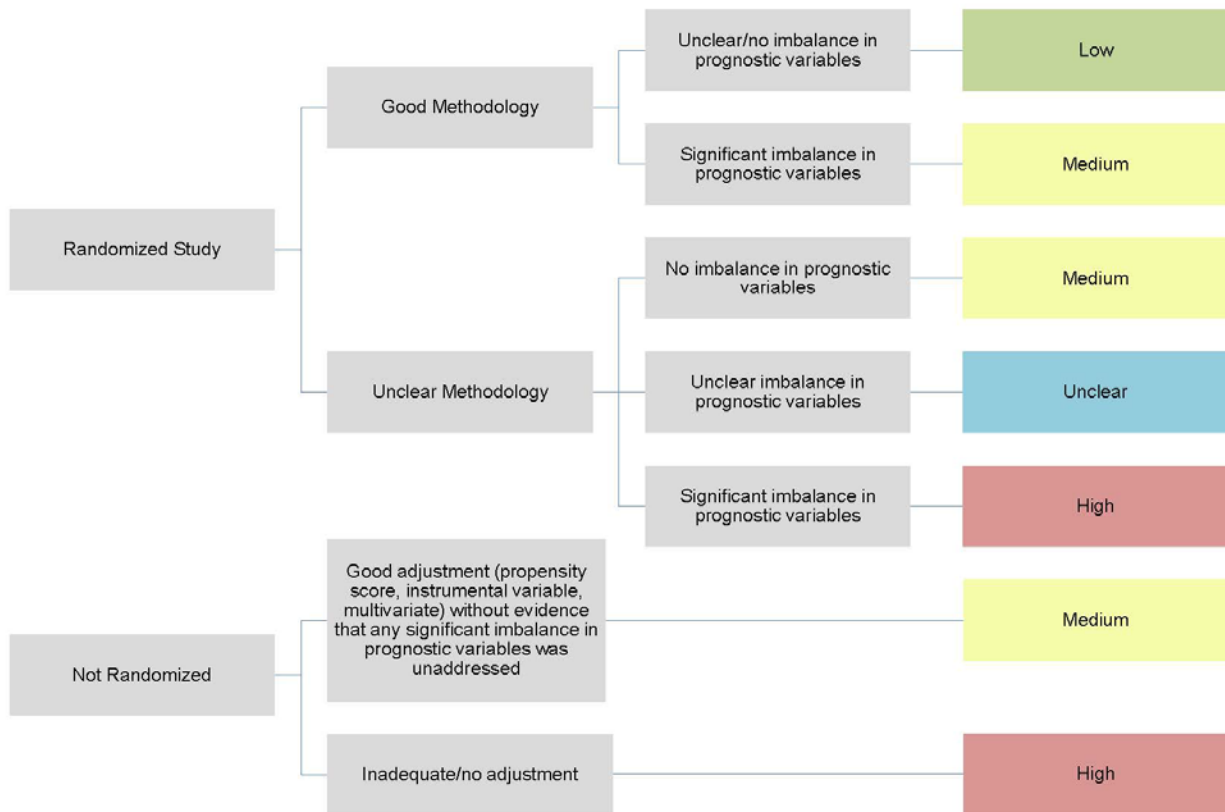 Unclear/no imbalance in
prognostic variables
Low
Good Methodology
Significant imbalance in
prognostic variables
Medium
Randomized Study
No imbalance in prognostic
variables
Medium
Unclear Methodology
Unclear imbalance in
prognostic variables
Unclear
Significant imbalance in
prognostic variables
High
Good adjustment (propensity
score, instrumental variable,
multivariate) without evidence
that any significant imbalance in
prognostic variables was
unaddressed
Medium
Not Randomized
Inadequate/no adjustment
High